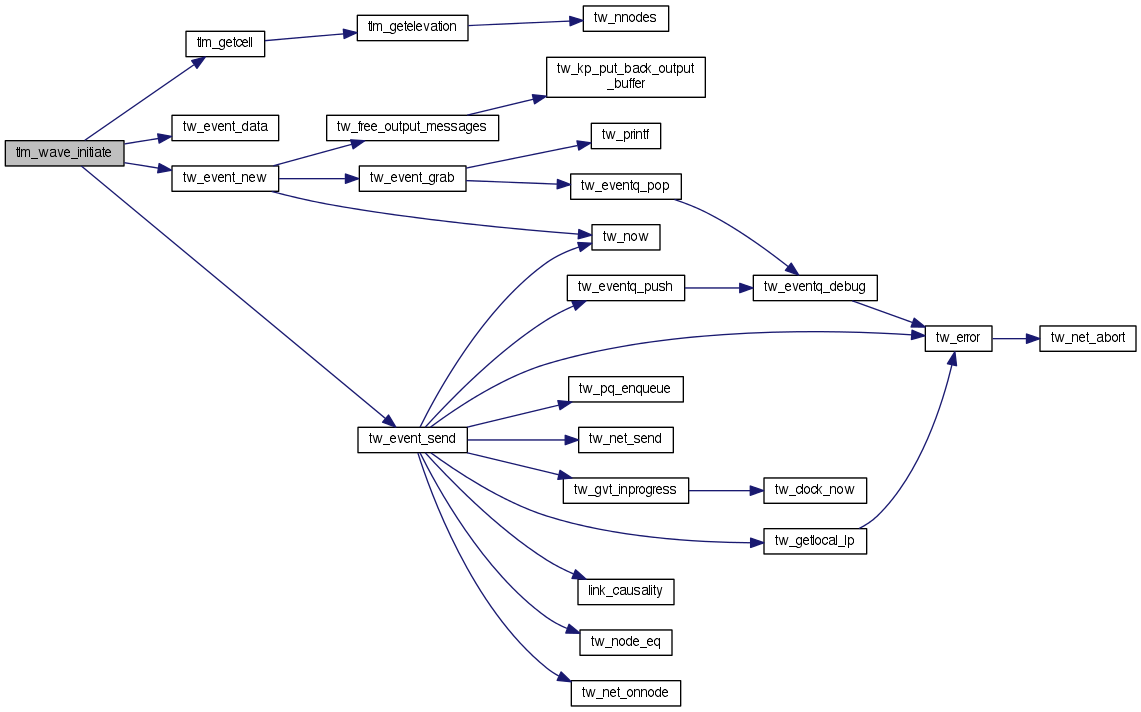 tw_nnodes
tlm_getelevation
tlm_getcell
tw_kp_put_back_output
_buffer
tw_event_data
tw_free_output_messages
tw_printf
tlm_wave_initiate
tw_event_new
tw_event_grab
tw_eventq_pop
tw_now
tw_eventq_push
tw_eventq_debug
tw_error
tw_net_abort
tw_pq_enqueue
tw_event_send
tw_net_send
tw_gvt_inprogress
tw_clock_now
tw_getlocal_lp
link_causality
tw_node_eq
tw_net_onnode